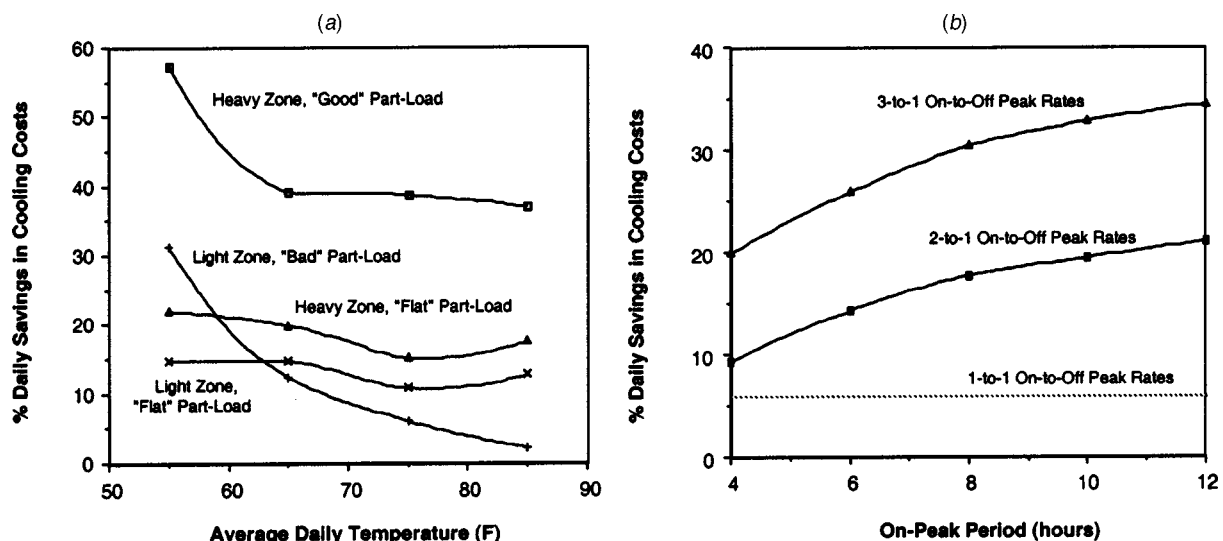 (a)
% Daily Savings in Cooling Costs
60
50
40
30
20
10
0
Heavy Zone, "Good" Part-Load
Light Zone, "Bad" Part-Load
Heavy Zone, "Flat" Part-Load
Light Zone,
"Flat" Part-Load
50
60
70
80
90
Average Daily Temperature (F)
(b)
% Daily Savings in Cooling Costs
40
30
20
10
0
3-to-1 On-to-Off Peak Rates
2-to-1 On-to-Off Peak Rates
1-to-1 On-to-Off Peak Rates
4
6
8
10
12
On-Peak Period (hours)